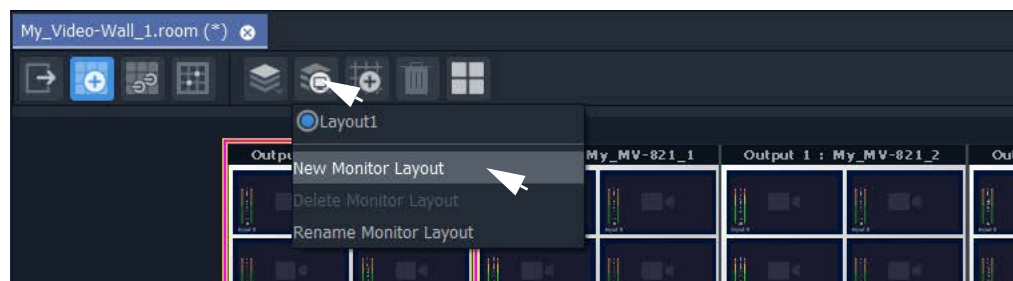 My_Video-Wall_1.room (*)
Layout1
New Monitor Layout
Delete Monitor Layout
Rename Monitor Layout
My_MV-821_1
Output 1 : My_MV-821_2